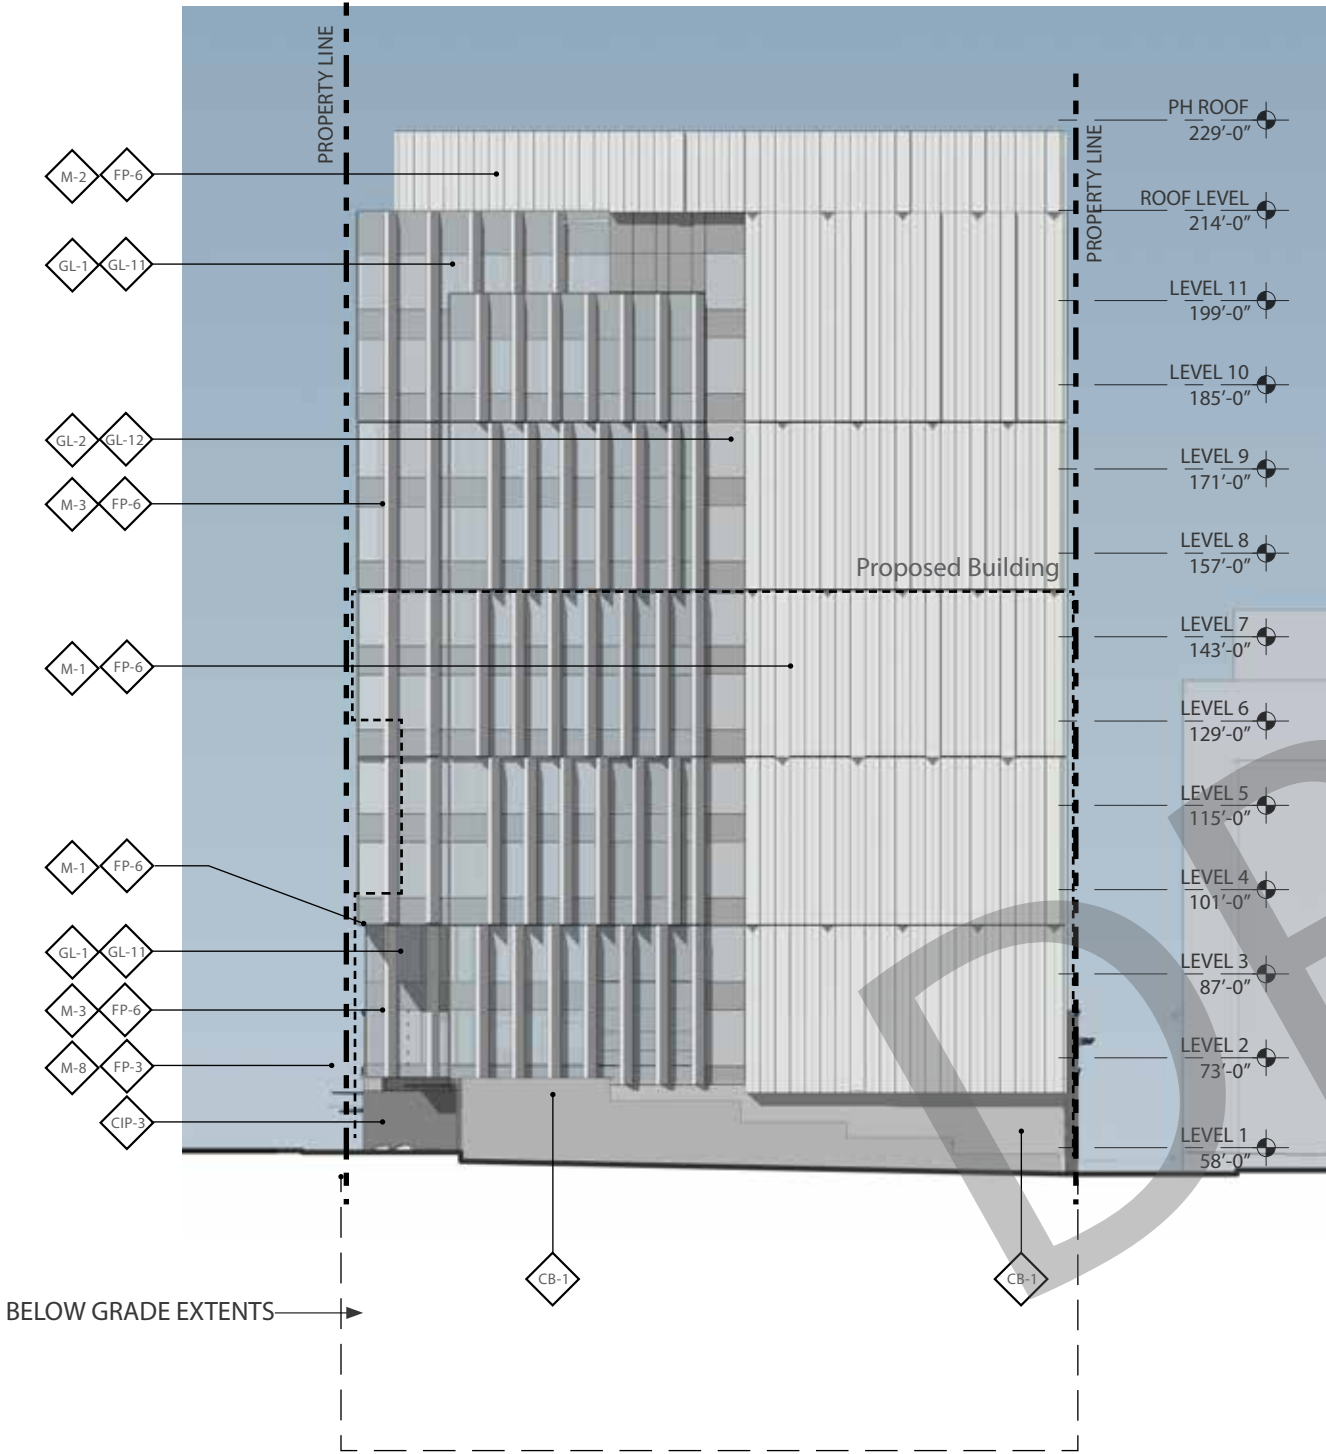 PROPERTY LINE
PH ROOF
229'-0"
PROPERTY LINE
M-2 FP-6
ROOF LEVEL
214'-0"
GL-1 GL-11
LEVEL 11
199'-0"
LEVEL 10
185'-0"
GL-2 GL-12
LEVEL 9
171'-0"
M-3 FP-6
LEVEL 8
157'-0"
Proposed Building
LEVEL 7
143'-0"
M-1 FP-6
LEVEL 6
129'-0"
LEVEL 5
115'-0"
M-1 FP-6
LEVEL 4
101'-0"
GL-1 GL-11
LEVEL 3
87'-0"
M-3 FP-6
LEVEL 2
73'-0"
M-8 FP-3
CIP-3
LEVEL 1
58'-0"
CB-1
CB-1
BELOW GRADE EXTENTS